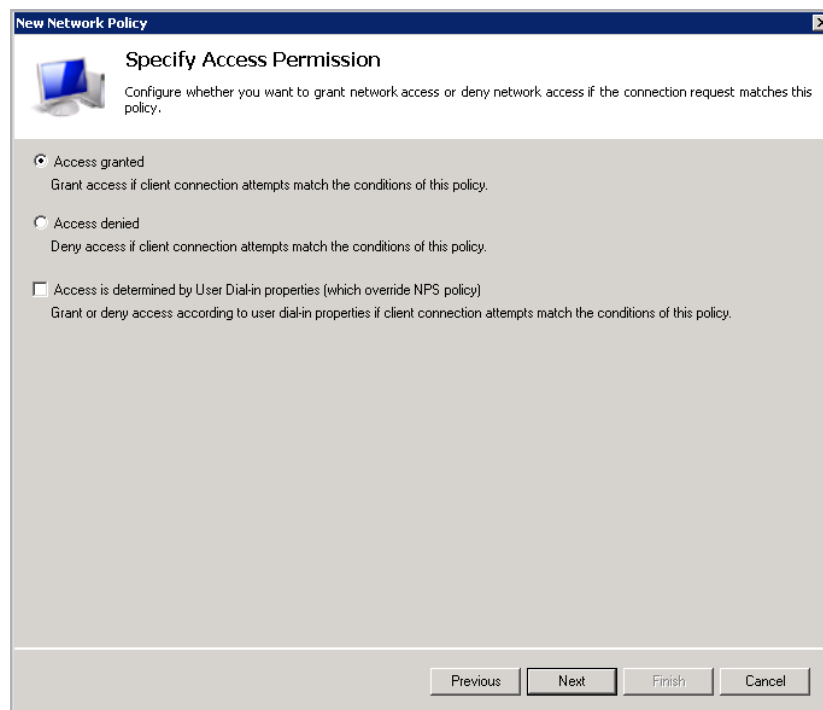 New Network Policy
Specify Access Permission
Configure whether you want to grant network access or deny network access if the connection request matches this
policy.
Access granted
Grant access if client connection attempts match the conditions of this policy.
Access denied
Deny access if client connection attempts match the conditions of this policy.
Access is determined by User Dial-in properties (which override NPS policy)
Grant or deny access according to user dial-in properties if client connection attempts match the conditions of this policy.
Previous Next Finish Cancel